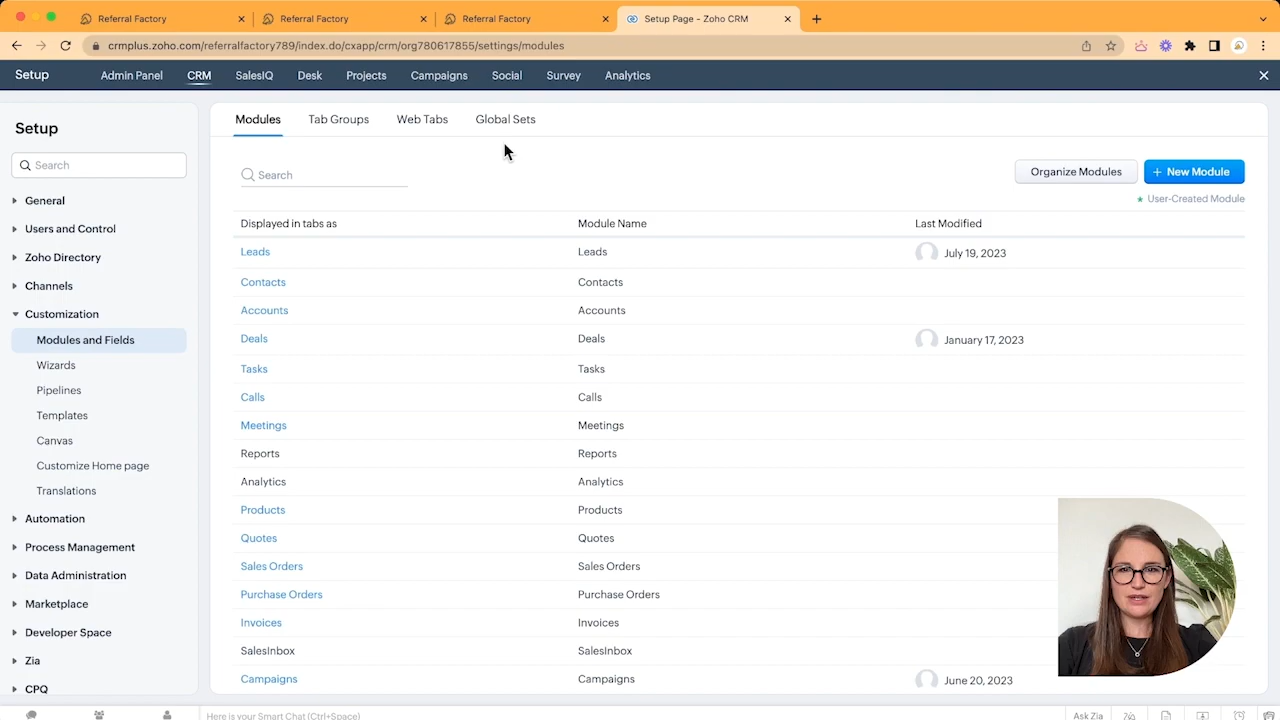 Referral Factory
Referral Factory
Referral Factory
Setup Page - Zoho CRM
crmplus.zoho.com/referralfactory789/index.do/cxapp/crm/org780617855/settings/modules
Setup
Admin Panel
CRM
SalesIQ
Desk
Projects
Campaigns
Social
Survey
Analytics
Setup
Search
General
Users and Control
Zoho Directory
Channels
Customization
Modules and Fields
Wizards
Pipelines
Templates
Canvas
Customize Home page
Translations
Automation
Process Management
Data Administration
Marketplace
Developer Space
Zia
CPQ
Modules
Tab Groups
Web Tabs
Global Sets
Search
Organize Modules
+ New Module
User-Created Module
Displayed in tabs as Module Name Last Modified
Leads Leads July 19, 2023
Contacts Contacts
Accounts Accounts
Deals Deals January 17, 2023
Tasks Tasks
Calls Calls
Meetings Meetings
Reports Reports
Analytics Analytics
Products Products
Quotes Quotes
Sales Orders Sales Orders
Purchase Orders Purchase Orders
Invoices Invoices
SalesInbox SalesInbox
Campaigns Campaigns June 20, 2023
Here is your Smart Chat (Ctrl+Space)
Ask Zia